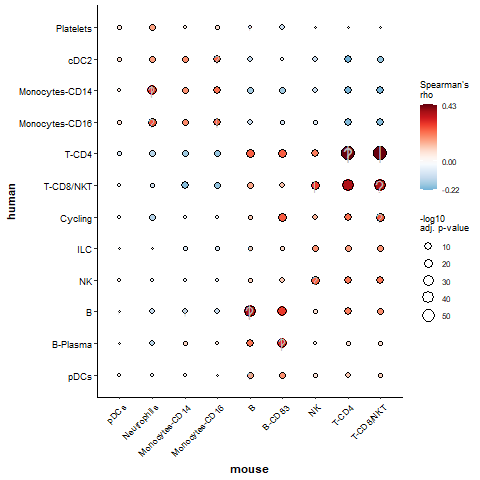 Platelets
cDC2
Monocytes-CD14
Monocytes-CD16
T-CD4
T-CD8/NKT
Cycling
ILC
NK
B
B-Plasma
pDCs
human
pDCs
Neutrophils
Monocytes-CD14
Monocytes-CD16
B
B-CD83
NK
T-CD4
T-CD8/NKT
mouse
Spearman's
rho
0.43
0.00
-0.22
-log10
adj. p-value
10
20
30
40
50